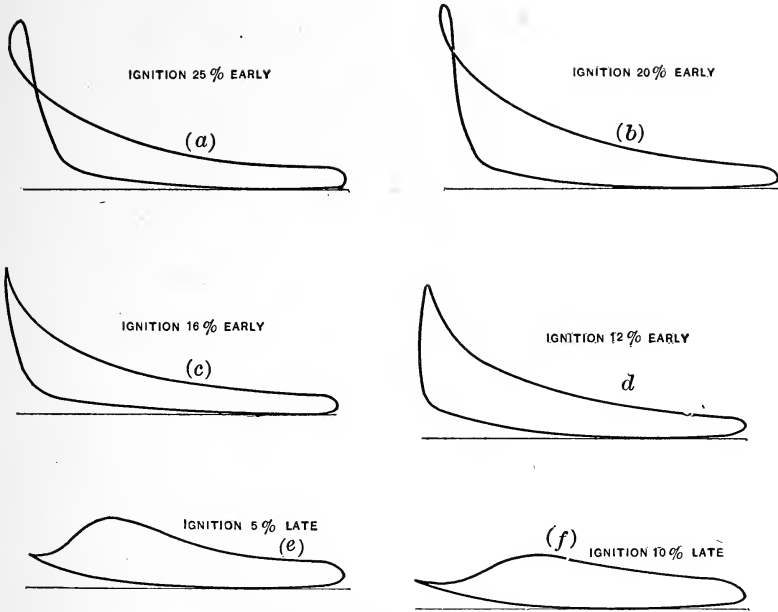 IGNITION 25% EARLY
(a)
IGNITION 20% EARLY
(b)
IGNITION 16% EARLY
(c)
IGNITION 12% EARLY
d
IGNITION 5% LATE
(e)
(f)
IGNITION 10% LATE